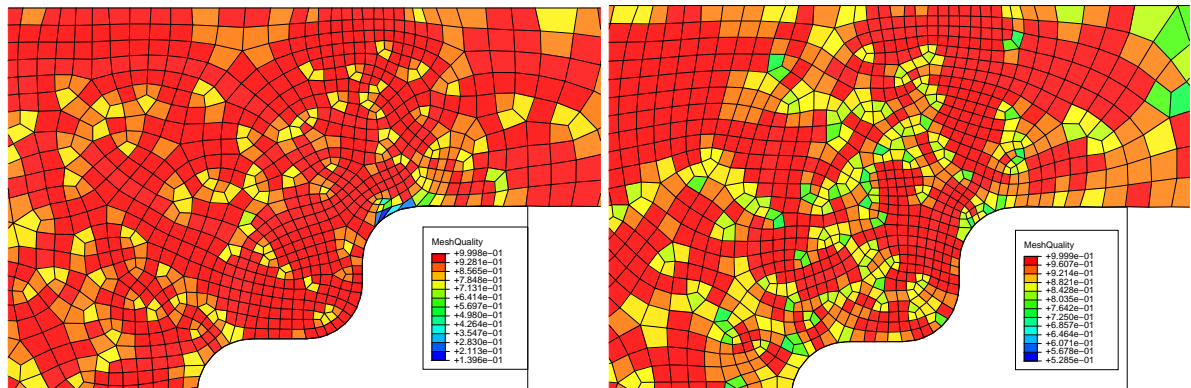 MeshQuality
+9.998e−01
+9.281e−01
+8.565e−01
+7.848e−01
+7.131e−01
+6.414e−01
+5.697e−01
+4.980e−01
+4.264e−01
+3.547e−01
+2.830e−01
+2.113e−01
+1.396e−01
MeshQuality
+9.999e−01
+9.607e−01
+9.214e−01
+8.821e−01
+8.428e−01
+8.035e−01
+7.642e−01
+7.250e−01
+6.857e−01
+6.464e−01
+6.071e−01
+5.678e−01
+5.285e−01